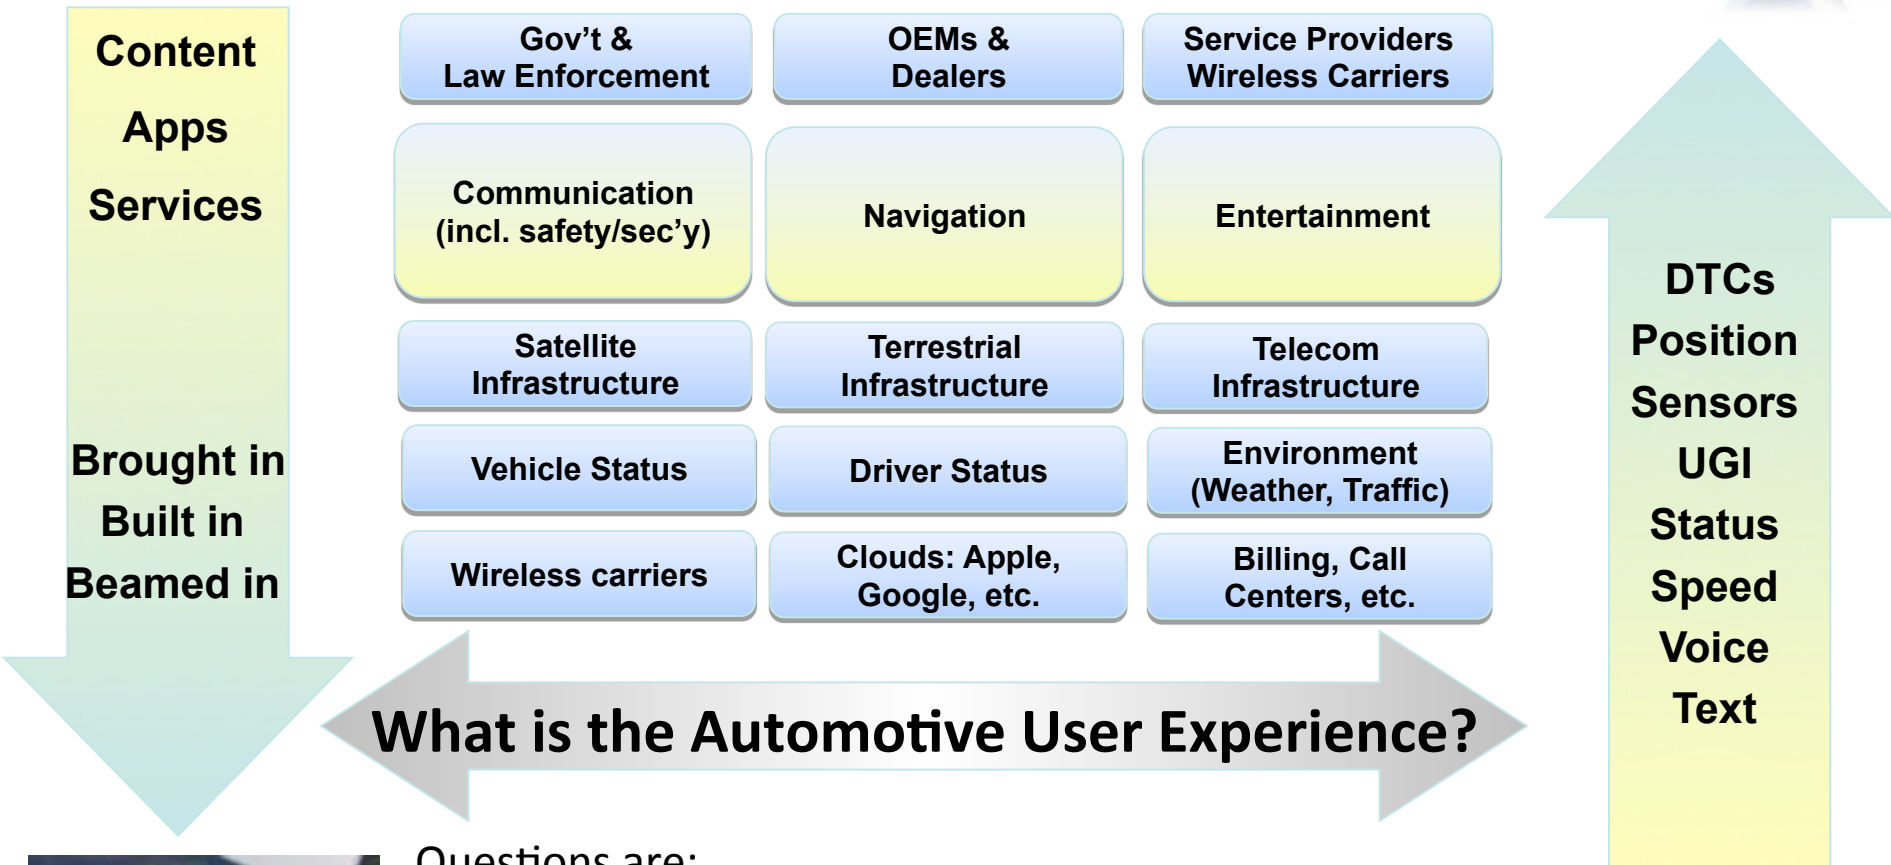 Content
Apps
Services
Brought in
Built in
Beamed in
Gov’t &
Law Enforcement
OEMs &
Dealers
Service Providers
Wireless Carriers
Communication
(incl. safety/sec’y)
Navigation
Entertainment
Satellite
Infrastructure
Terrestrial
Infrastructure
Telecom
Infrastructure
Vehicle Status
Driver Status
Environment
(Weather, Traffic)
Wireless carriers
Clouds: Apple,
Google, etc.
Billing, Call
Centers, etc.
DTCs
Position
Sensors
UGI
Status
Speed
Voice
Text
What is the Automotive User Experience?
Questions are: